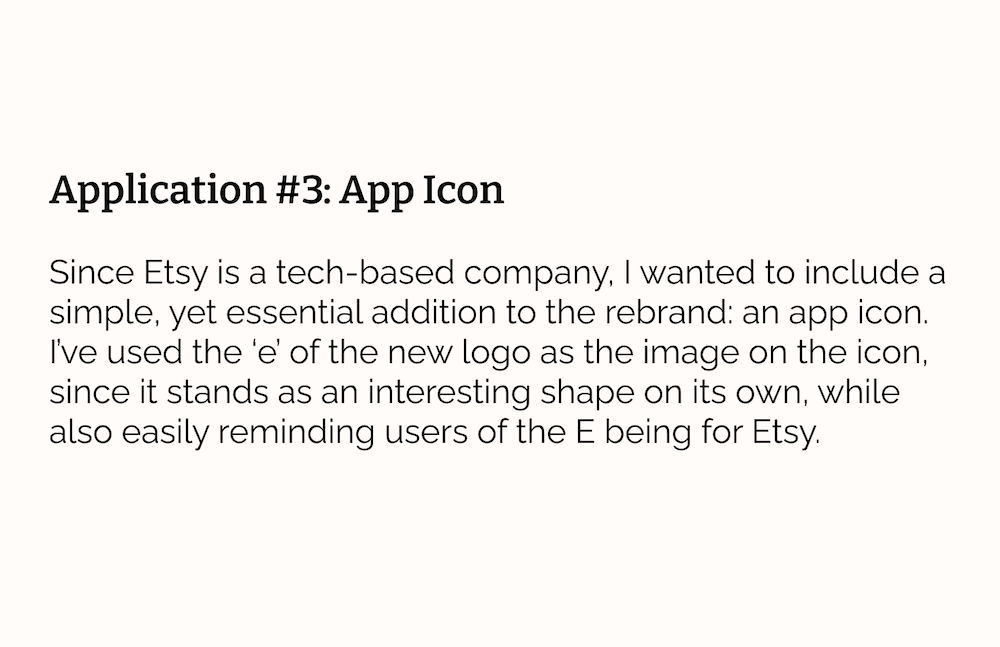 Application #3: App Icon
Since Etsy is a tech-based company, I wanted to include a
simple, yet essential addition to the rebrand: an app icon.
I’ve used the ‘e’ of the new logo as the image on the icon,
since it stands as an interesting shape on its own, while
also easily reminding users of the E being for Etsy.